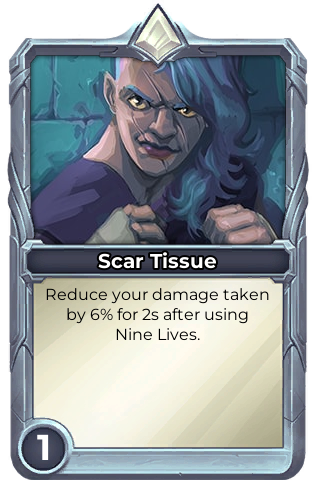 Scar Tissue
Reduce your damage taken
by 6% for 2s after using
Nine Lives.
1